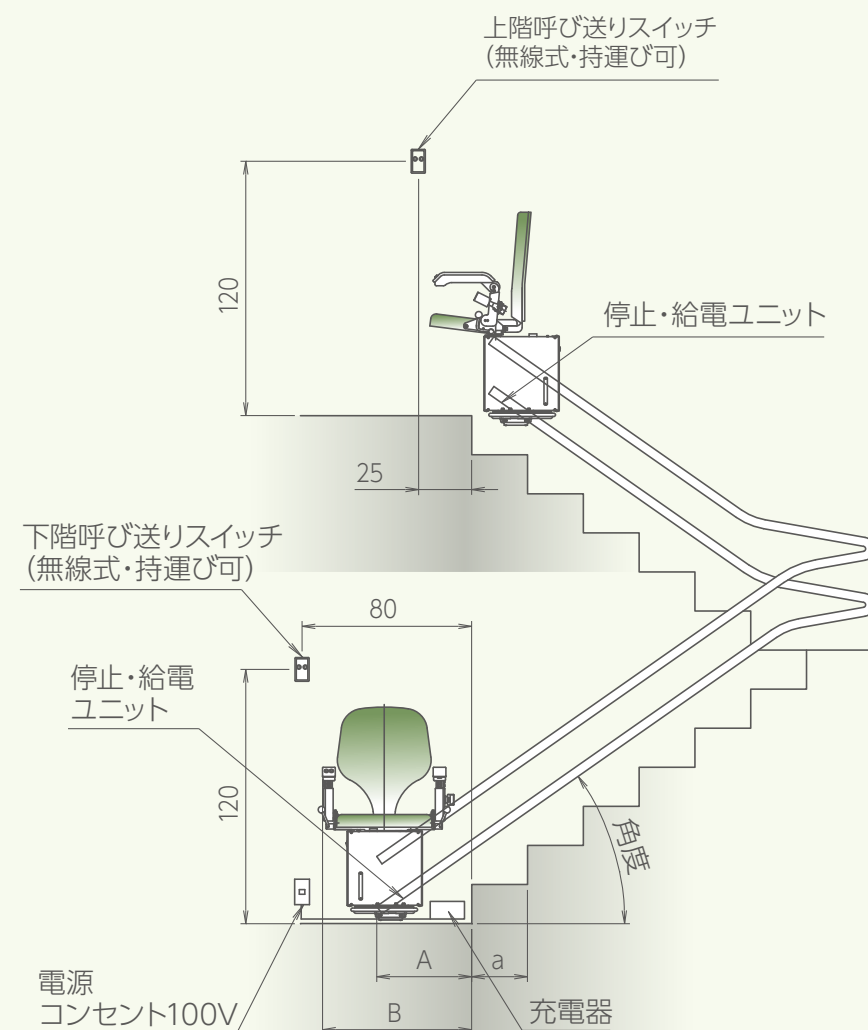 上階呼び送りスイッチ
(無線式・持運び可)
120
停止・給電ユニット
25
下階呼び送りスイッチ
(無線式・持運び可)
80
停止・給電
ユニット
120
角度
A
a
B
電源
コンセント100V
充電器